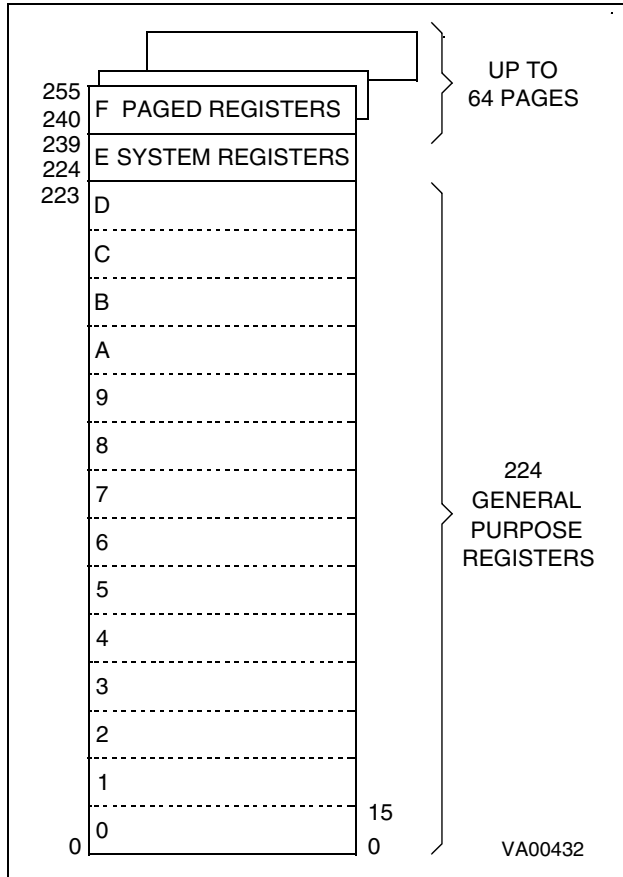 UP TO
64 PAGES
255
240
F PAGED REGISTERS
239
224
E SYSTEM REGISTERS
223
D
C
B
A
9
8
7
6
5
4
3
2
1
0
0
15
0
224
GENERAL
PURPOSE
REGISTERS
VA00432